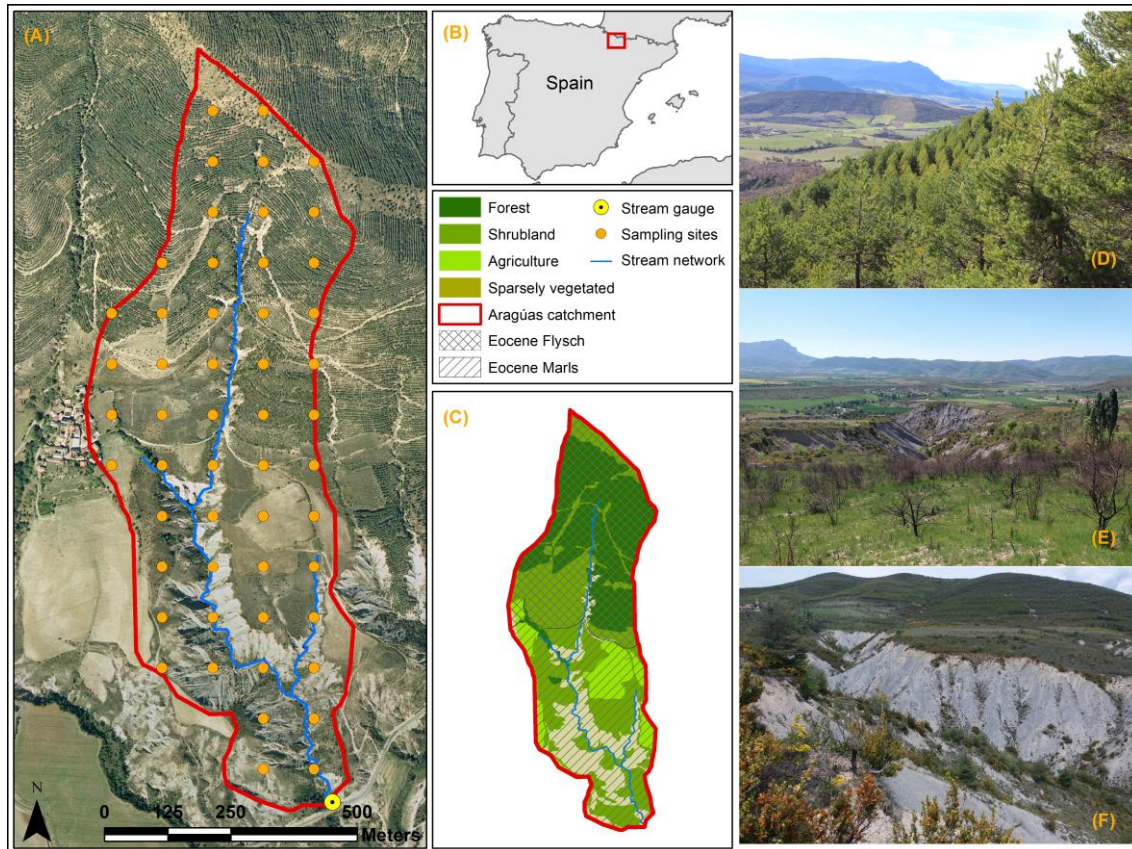 (A)
N
0 125 250 500
Meters
(B)
Spain
Forest
Shrubland
Agriculture
Sparsely vegetated
Aragúas catchment
Eocene Flysch
Eocene Marls
Stream gauge
Sampling sites
Stream network
(C)
(D)
(E)
(F)